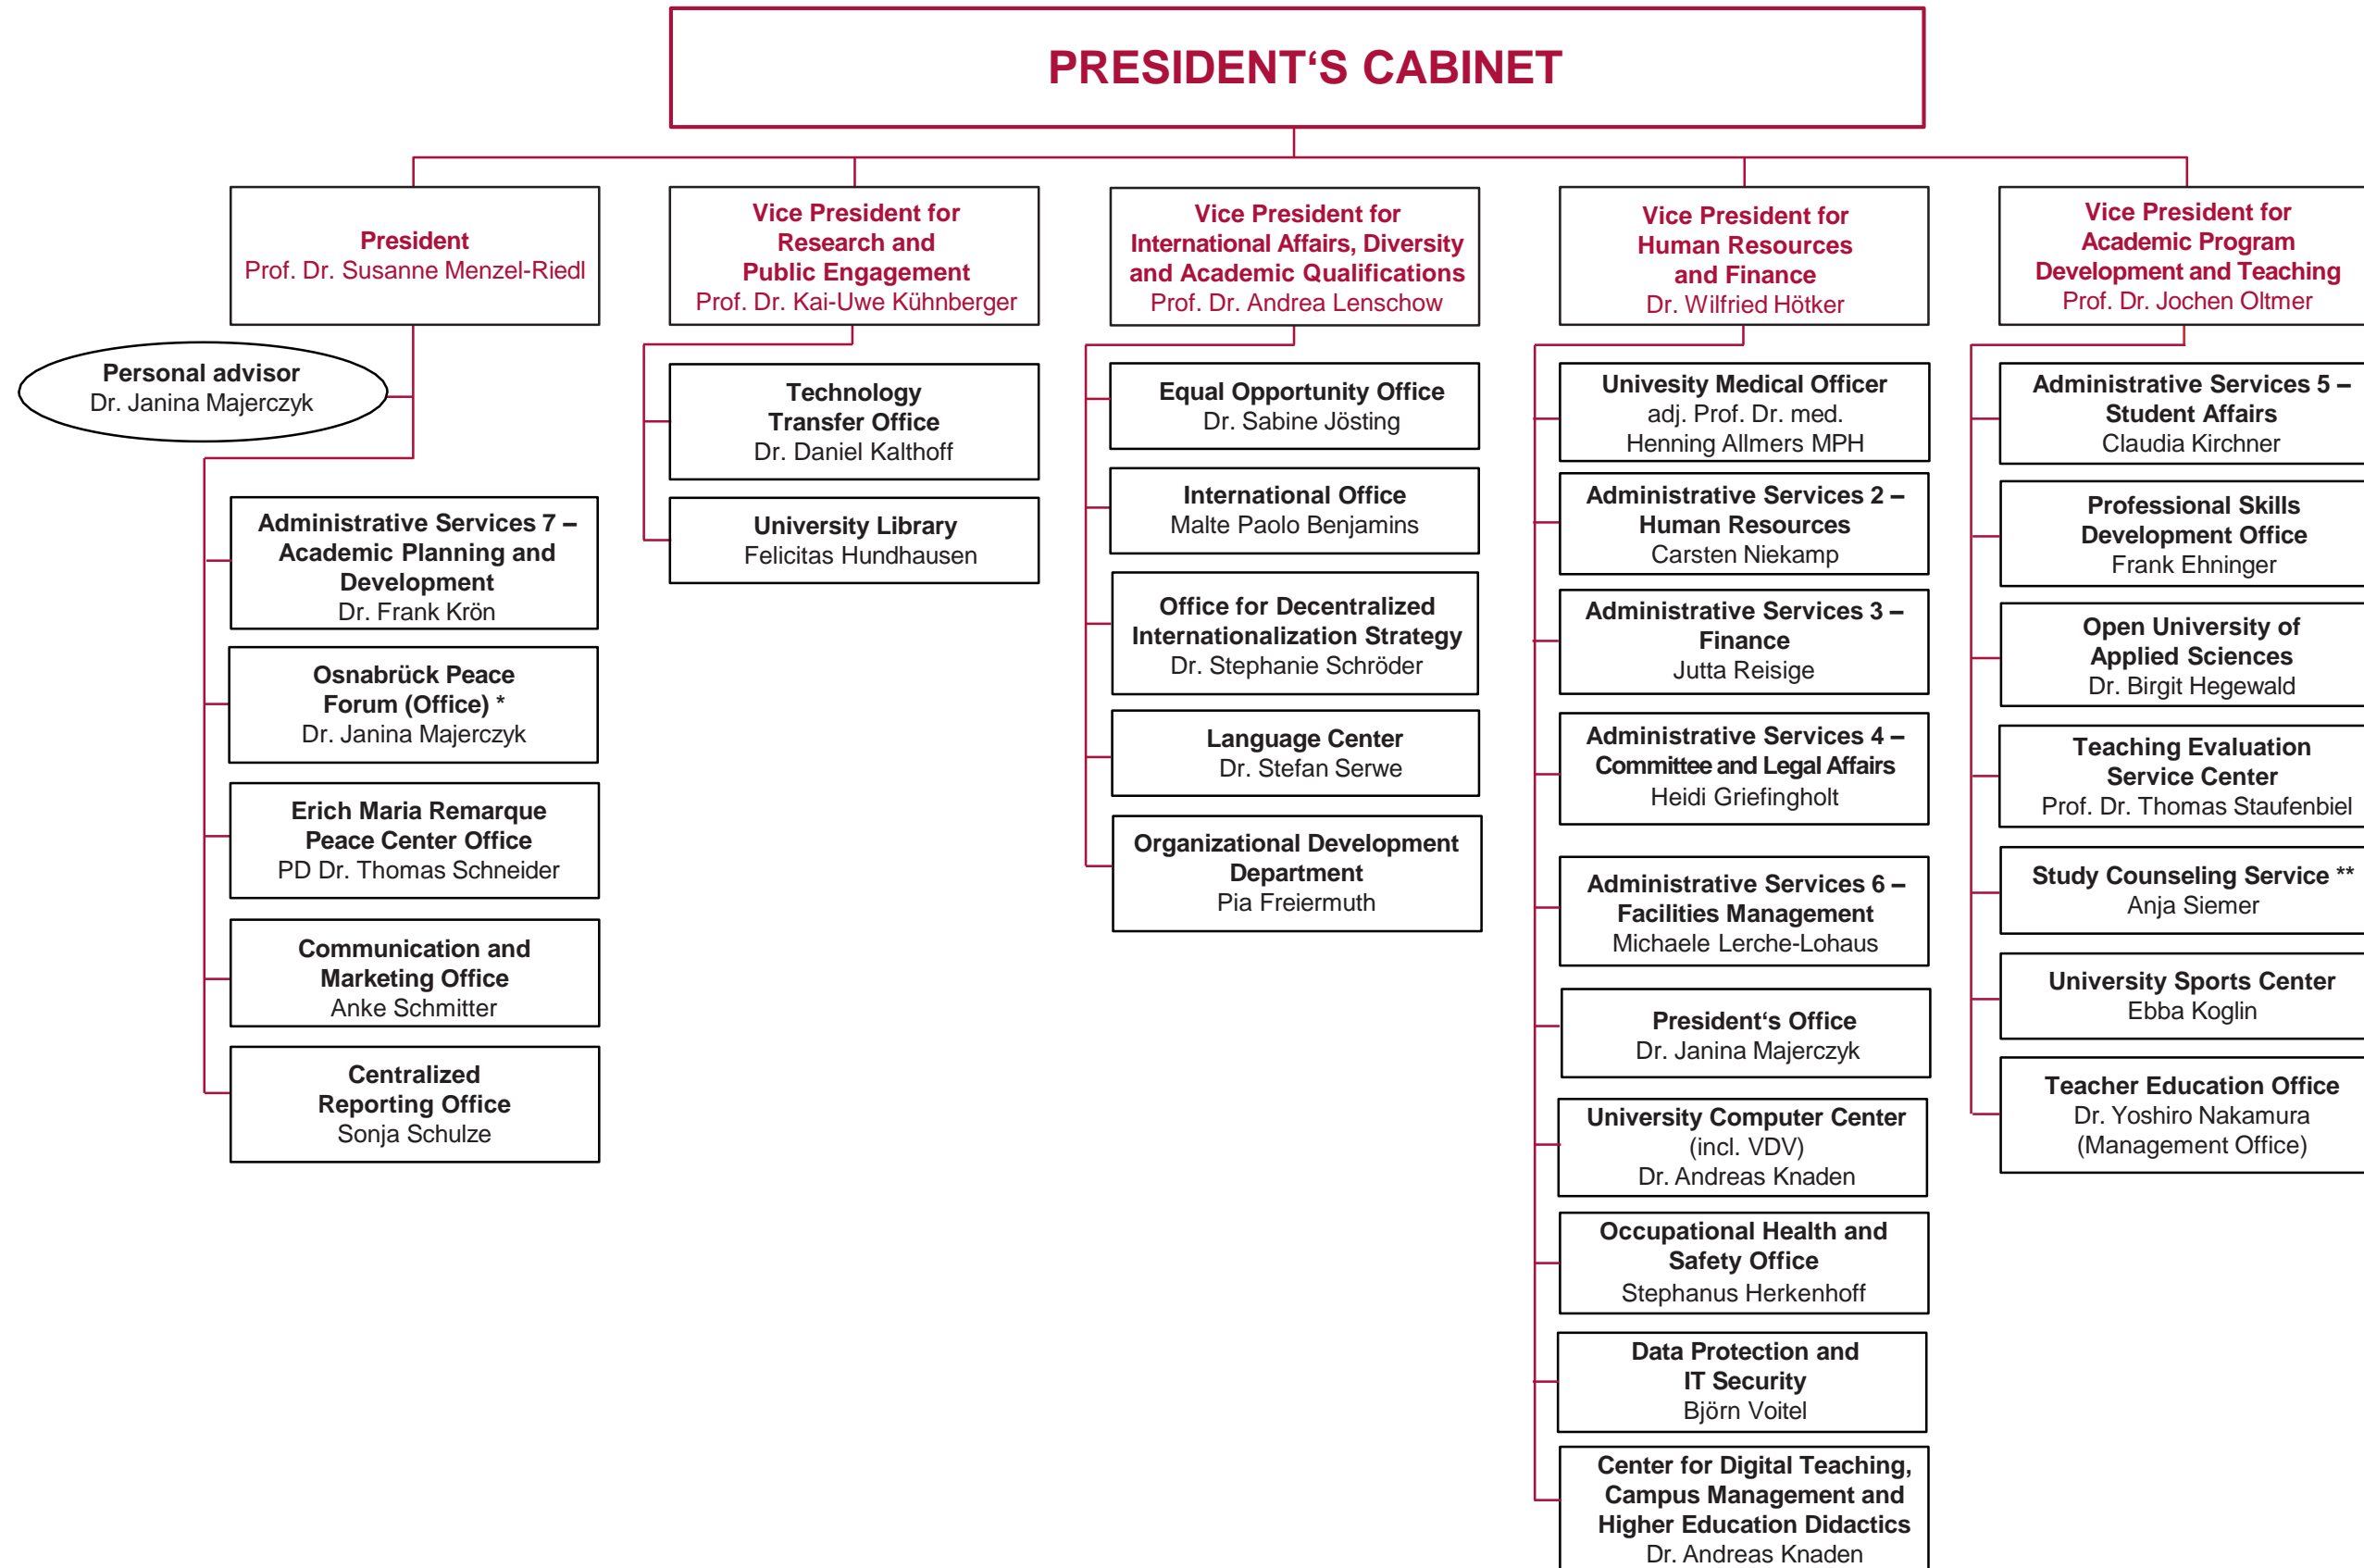 PRESIDENT‘S CABINET
President
Prof. Dr. Susanne Menzel-Riedl
Personal advisor
Dr. Janina Majerczyk
Administrative Services 7 –
Academic Planning and
Development
Dr. Frank Krön
Osnabrück Peace
Forum (Office) *
Dr. Janina Majerczyk
Erich Maria Remarque
Peace Center Office
PD Dr. Thomas Schneider
Communication and
Marketing Office
Anke Schmitter
Centralized
Reporting Office
Sonja Schulze
Vice President for
Research and
Public Engagement
Prof. Dr. Kai-Uwe Kühnberger
Technology
Transfer Office
Dr. Daniel Kalthoff
University Library
Felicitas Hundhausen
Vice President for
International Affairs, Diversity
and Academic Qualifications
Prof. Dr. Andrea Lenschow
Equal Opportunity Office
Dr. Sabine Jösting
International Office
Malte Paolo Benjamins
Office for Decentralized
Internationalization Strategy
Dr. Stephanie Schröder
Language Center
Dr. Stefan Serwe
Organizational Development
Department
Pia Freiermuth
Vice President for
Human Resources
and Finance
Dr. Wilfried Hötker
Univesity Medical Officer
adj. Prof. Dr. med.
Henning Allmers MPH
Administrative Services 2 –
Human Resources
Carsten Niekamp
Administrative Services 3 –
Finance
Jutta Reisige
Administrative Services 4 –
Committee and Legal Affairs
Heidi Griefingholt
Administrative Services 6 –
Facilities Management
Michaele Lerche-Lohaus
President‘s Office
Dr. Janina Majerczyk
University Computer Center
(incl. VDV)
Dr. Andreas Knaden
Occupational Health and
Safety Office
Stephanus Herkenhoff
Data Protection and
IT Security
Björn Voitel
Center for Digital Teaching,
Campus Management and
Higher Education Didactics
Dr. Andreas Knaden
Vice President for
Academic Program
Development and Teaching
Prof. Dr. Jochen Oltmer
Administrative Services 5 –
Student Affairs
Claudia Kirchner
Professional Skills
Development Office
Frank Ehninger
Open University of
Applied Sciences
Dr. Birgit Hegewald
Teaching Evaluation
Service Center
Prof. Dr. Thomas Staufenbiel
Study Counseling Service **
Anja Siemer
University Sports Center
Ebba Koglin
Teacher Education Office
Dr. Yoshiro Nakamura
(Management Office)